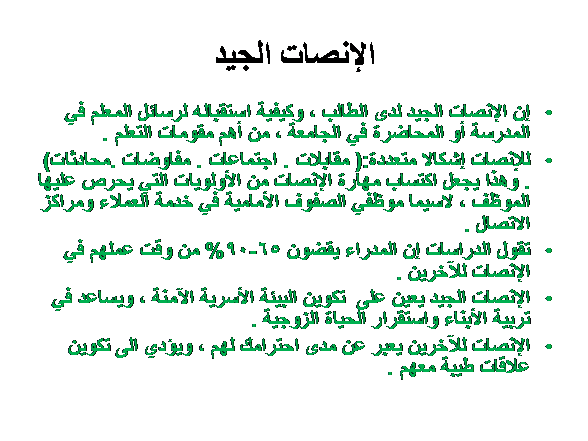 الإنصات الجيد
• إن الإنصات الجيد لدى الطالب ، وكيفية استقباله لرسائل المعلم في
المدرسة أو المحاضرة في الجامعة ، من أهم مقومات التعلم .
• للإنصات إشكالا متعددة:( مقابلات . اجتماعات . مفاوضات .محادثات)
. وهذا يجعل اكتساب مهارة الإنصات من الأولويات التي يحرص عليها
الموظف ، لاسيما موظفي الصفوف الأمامية في خدمة العملاء ومراكز
الاتصال .
• تقول الدراسات إن المدراء يقضون ٦٥-٩٠% من وقت عملهم في
الإنصات للآخرين .
• الإنصات الجيد يعين على تكوين البيئة الأسرية الآمنة ، ويساعد في
تربية الأبناء واستقرار الحياة الزوجية .
• الإنصات للآخرين يعبر عن مدى احترامك لهم ، ويؤدي الى تكوين
علاقات طيبة معهم .